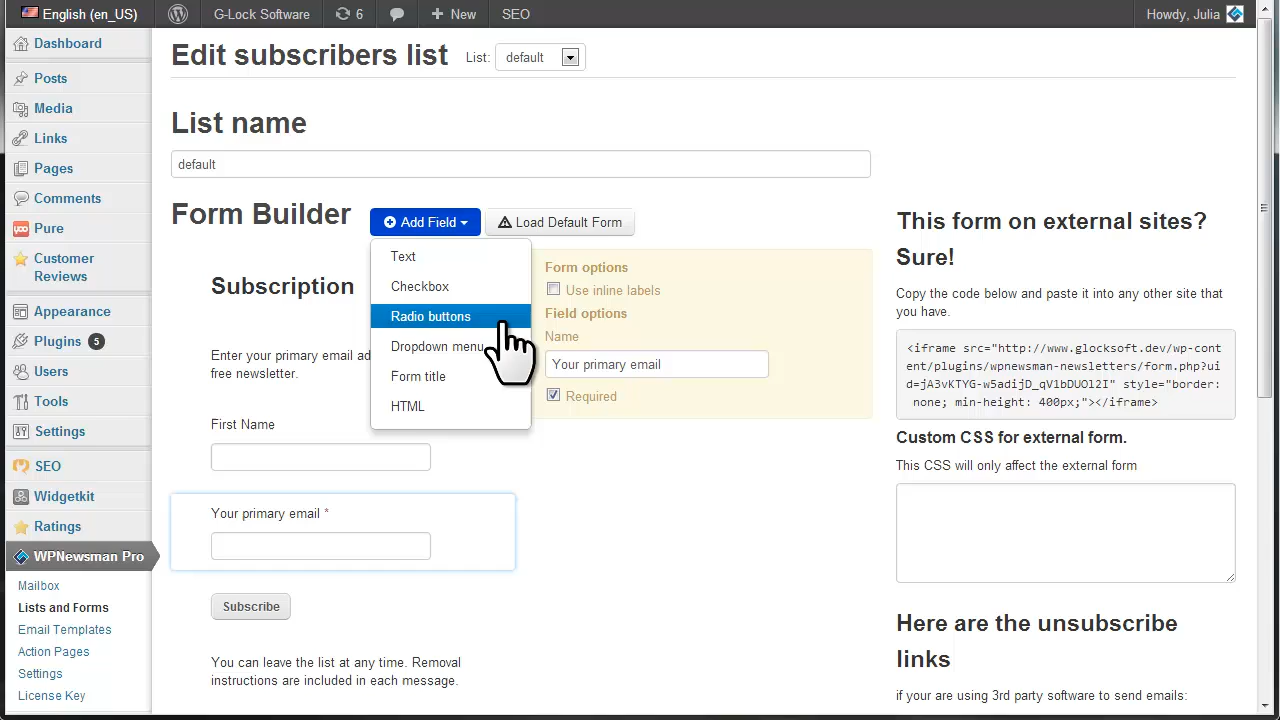 English (en_US)
G-Lock Software
6
New
SEO
Howdy, Julia
Dashboard
Posts
Media
Links
Pages
Comments
Pure
Customer
Reviews
Appearance
Plugins 5
Users
Tools
Settings
SEO
Widgetkit
Ratings
WPNewsman Pro
Mailbox
Lists and Forms
Email Templates
Action Pages
Settings
License Key
Edit subscribers list
List: default
List name
default
Form Builder
Add Field
Load Default Form
Text
Checkbox
Radio buttons
Dropdown menu
Form title
HTML
Subscription
Enter your primary email ad
free newsletter.
First Name
Your primary email *
Subscribe
You can leave the list at any time. Removal
instructions are included in each message.
Form options
Use inline labels
Field options
Name
Your primary email
Required
This form on external sites?
Sure!
Copy the code below and paste it into any other site that
you have.
<iframe src="http://www.glocksoft.dev/wp-cont
ent/plugins/wpnewsman-newsletters/form.php?ui
d=jA3vKTYG-w5adijD_qV1bDUOl2I" style="border:
none; min-height: 400px;"></iframe>
Custom CSS for external form.
This CSS will only affect the external form
Here are the unsubscribe
links
if your are using 3rd party software to send emails: